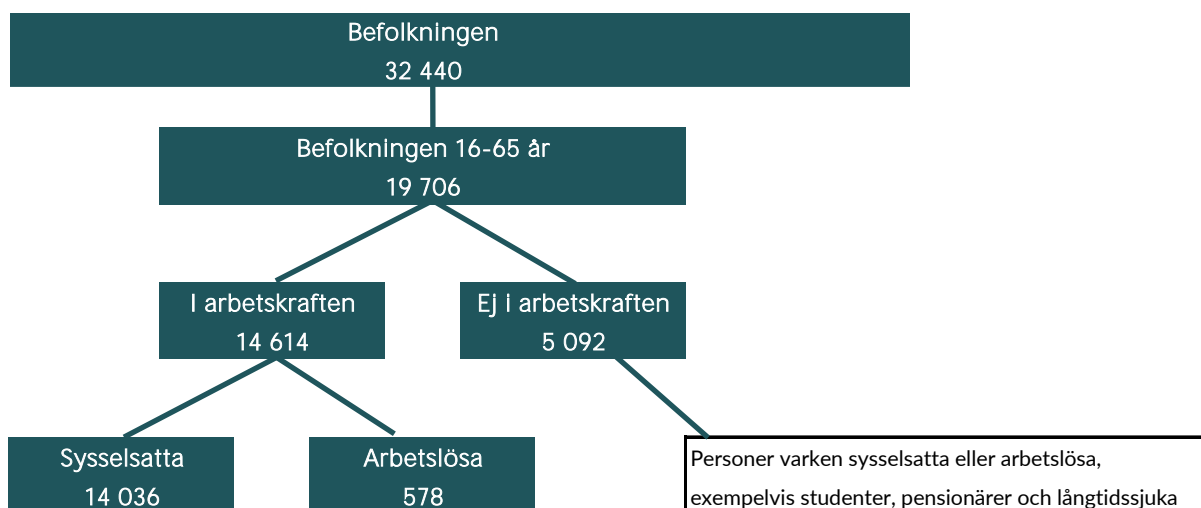 Befolkningen
32 440
Befolkningen 16-65 år
19 706
I arbetskraften
14 614
Ej i arbetskraften
5 092
Sysselsatta
14 036
Arbetslösa
578
Personer varken sysselsatta eller arbetslösa,
exempelvis studenter, pensionärer och långtidssjuka